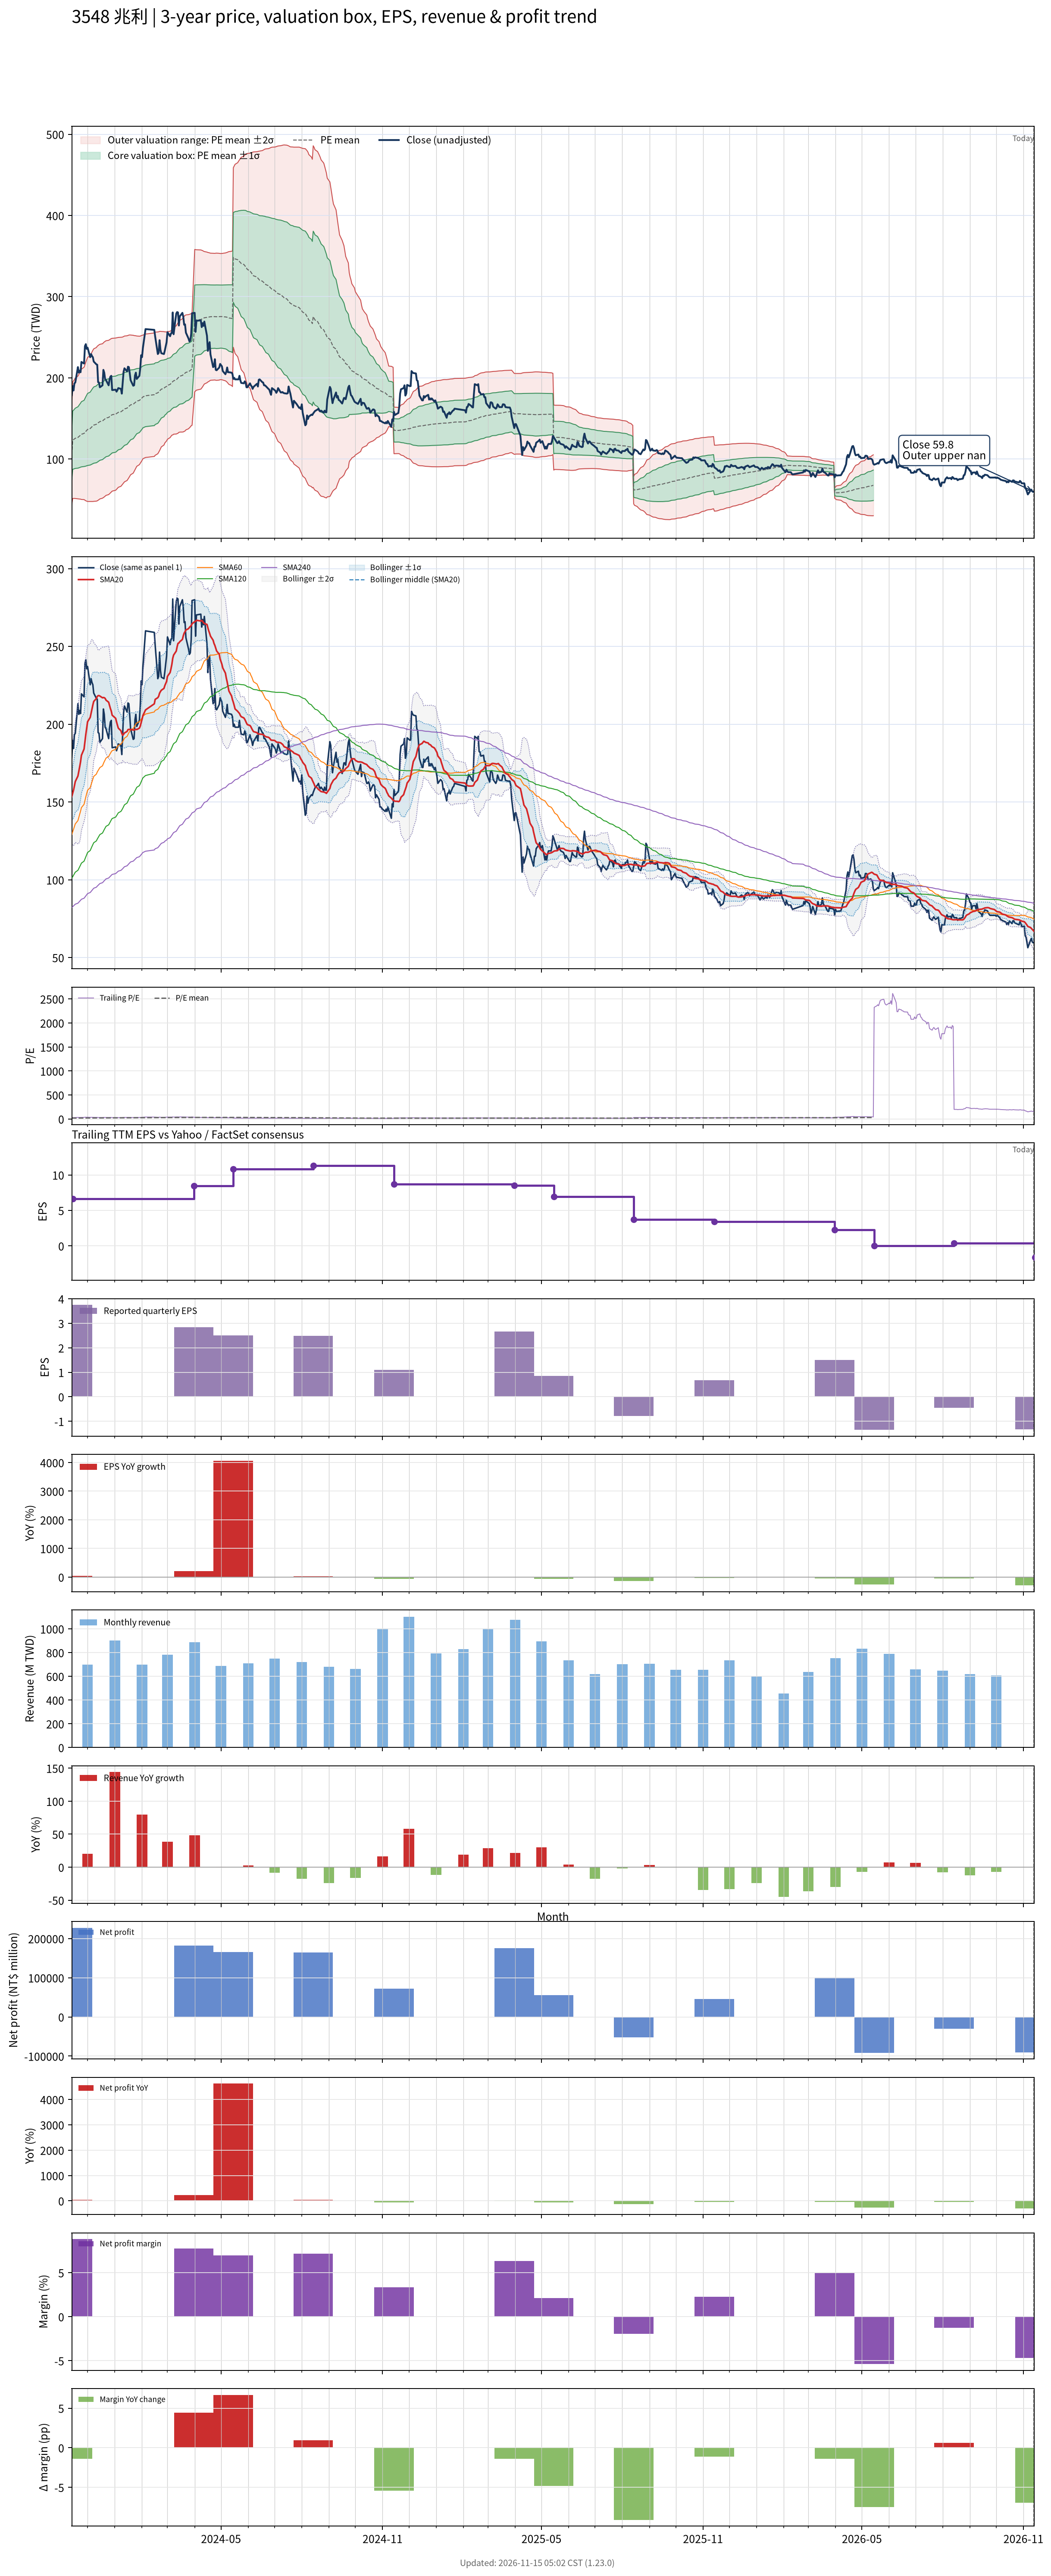 3548 兆利 | 3-year price, valuation box, EPS, revenue & profit trend
Outer valuation range: PE mean ±2σ
PE mean
Close (unadjusted)
Core valuation box: PE mean ±1σ
Today
500
400
300
200
100
Price (TWD)
Close 59.8
Outer upper nan
Close (same as panel 1)
SMA20
SMA60
SMA120
SMA240
Bollinger ±2σ
Bollinger ±1σ
Bollinger middle (SMA20)
300
250
200
150
100
50
Price
Trailing P/E
P/E mean
2500
2000
1500
1000
500
0
P/E
Trailing TTM EPS vs Yahoo / FactSet consensus
Today
10
5
0
EPS
Reported quarterly EPS
4
3
2
1
0
-1
EPS
EPS YoY growth
4000
3000
2000
1000
0
YoY (%)
Monthly revenue
1000
800
600
400
200
0
Revenue (M TWD)
Revenue YoY growth
150
100
50
0
-50
YoY (%)
Month
Net profit
200000
100000
0
-100000
Net profit (NT$ million)
Net profit YoY
4000
3000
2000
1000
0
YoY (%)
Net profit margin
5
0
-5
Margin (%)
Margin YoY change
5
0
-5
Δ margin (pp)
2024-05
2024-11
2025-05
2025-11
2026-05
2026-11
Updated: 2026-11-15 05:02 CST (1.23.0)